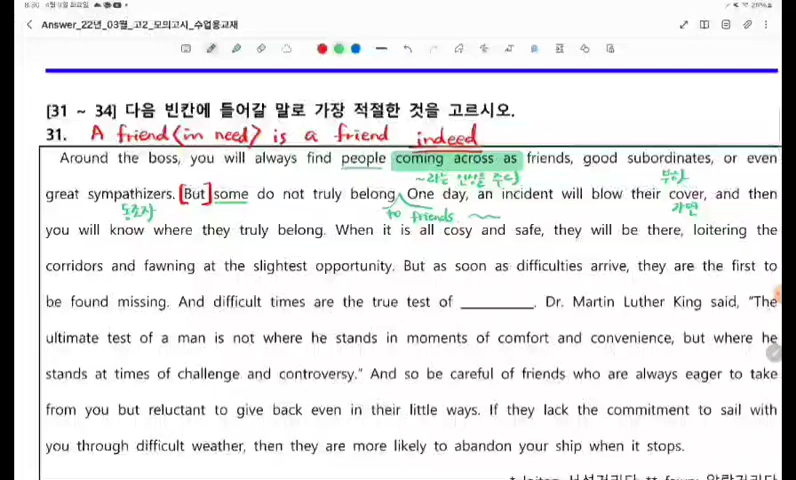 Answer_22년_03월_고2_모의고사_수업용교재
[31 ~ 34] 다음 빈칸에 들어갈 말로 가장 적절한 것을 고르시오.
31. A friend (in need) is a friend indeed
Around the boss, you will always find people coming across as friends, good subordinates, or even
~라는 인상을 주다 부하
great sympathizers. [But] some do not truly belong. One day, an incident will blow their cover, and then
동조자 to friends. 가면
you will know where they truly belong. When it is all cosy and safe, they will be there, loitering the
corridors and fawning at the slightest opportunity. But as soon as difficulties arrive, they are the first to
be found missing. And difficult times are the true test of __________. Dr. Martin Luther King said, "The
ultimate test of a man is not where he stands in moments of comfort and convenience, but where he
stands at times of challenge and controversy." And so be careful of friends who are always eager to take
from you but reluctant to give back even in their little ways. If they lack the commitment to sail with
you through difficult weather, then they are more likely to abandon your ship when it stops.